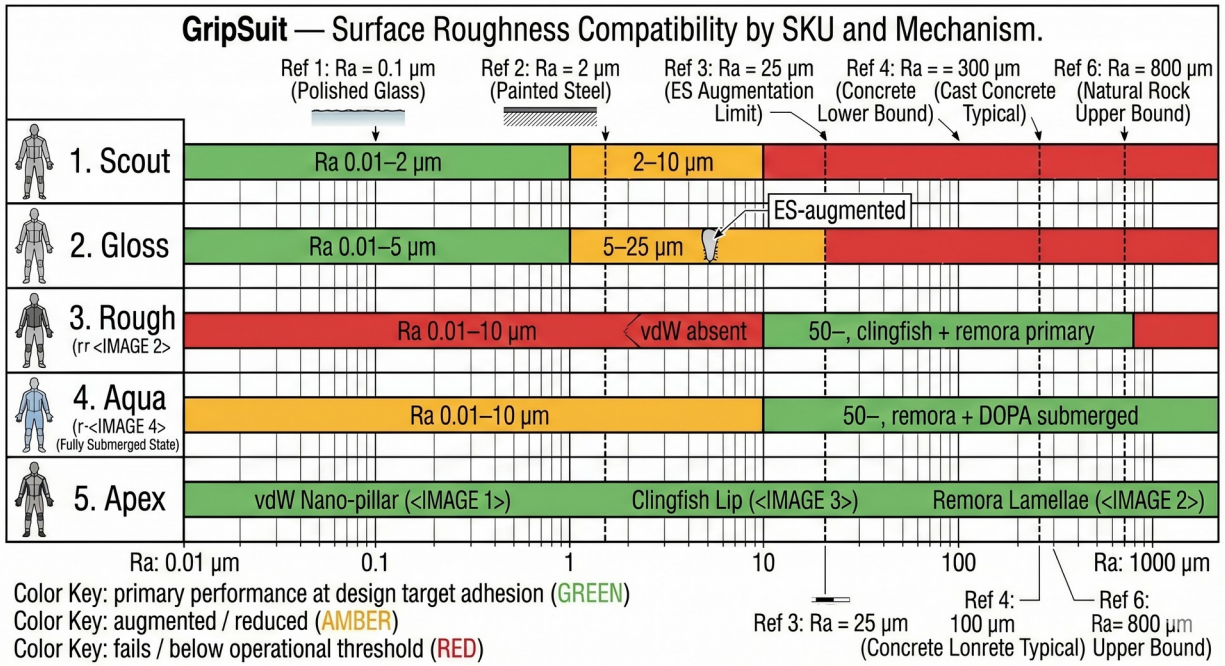 GripSuit — Surface Roughness Compatibility by SKU and Mechanism.
Ref 1: Ra = 0.1 µm
(Polished Glass)
Ref 2: Ra = 2 µm
(Painted Steel)
Ref 3: Ra = 25 µm
(ES Augmentation
Limit)
Ref 4: Ra = = 300 µm
(Concrete
Lower Bound)
(Cast Concrete
Typical)
Ref 6: Ra = 800 µm
(Natural Rock
Upper Bound)
1. Scout
Ra 0.01–2 µm
2–10 µm
ES-augmented
2. Gloss
Ra 0.01–5 µm
5–25 µm
3. Rough
(rr <IMAGE 2>
Ra 0.01–10 µm
vdW absent
50–, clingfish + remora primary
4. Aqua
(r-<IMAGE 4>
(Fully Submerged State)
Ra 0.01–10 µm
50–, remora + DOPA submerged
5. Apex
vdW Nano-pillar (<IMAGE 1>)
Clingfish Lip (<IMAGE 3>)
Remora Lamellae (<IMAGE 2>)
Ra: 0.01 µm
0.1
1
10
100
Ra: 1000 µm
Color Key: primary performance at design target adhesion (GREEN)
Color Key: augmented / reduced (AMBER)
Color Key: fails / below operational threshold (RED)
Ref 3: Ra = 25 µm
Ref 4:
100 µm
(Concrete Lonrete Typical)
Ref 6:
Ra= 800 µm
Upper Bound)